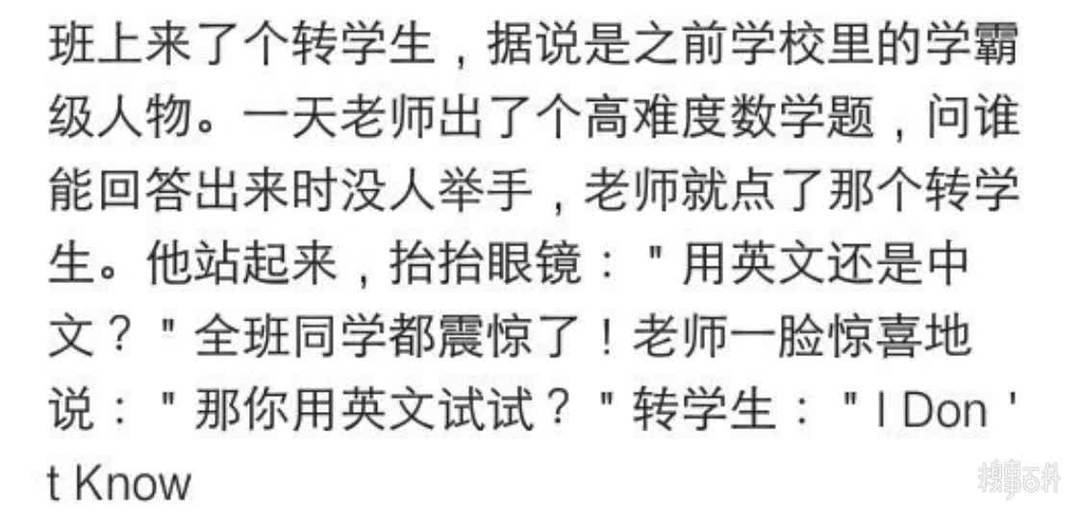 班上来了个转学生，据说是之前学校里的学霸
级人物。一天老师出了个高难度数学题，问谁
能回答出来时没人举手，老师就点了那个转学
生。他站起来，抬抬眼镜："用英文还是中
文？"全班同学都震惊了！老师一脸惊喜地
说："那你用英文试试？"转学生："I Don'
t Know
糗事百科